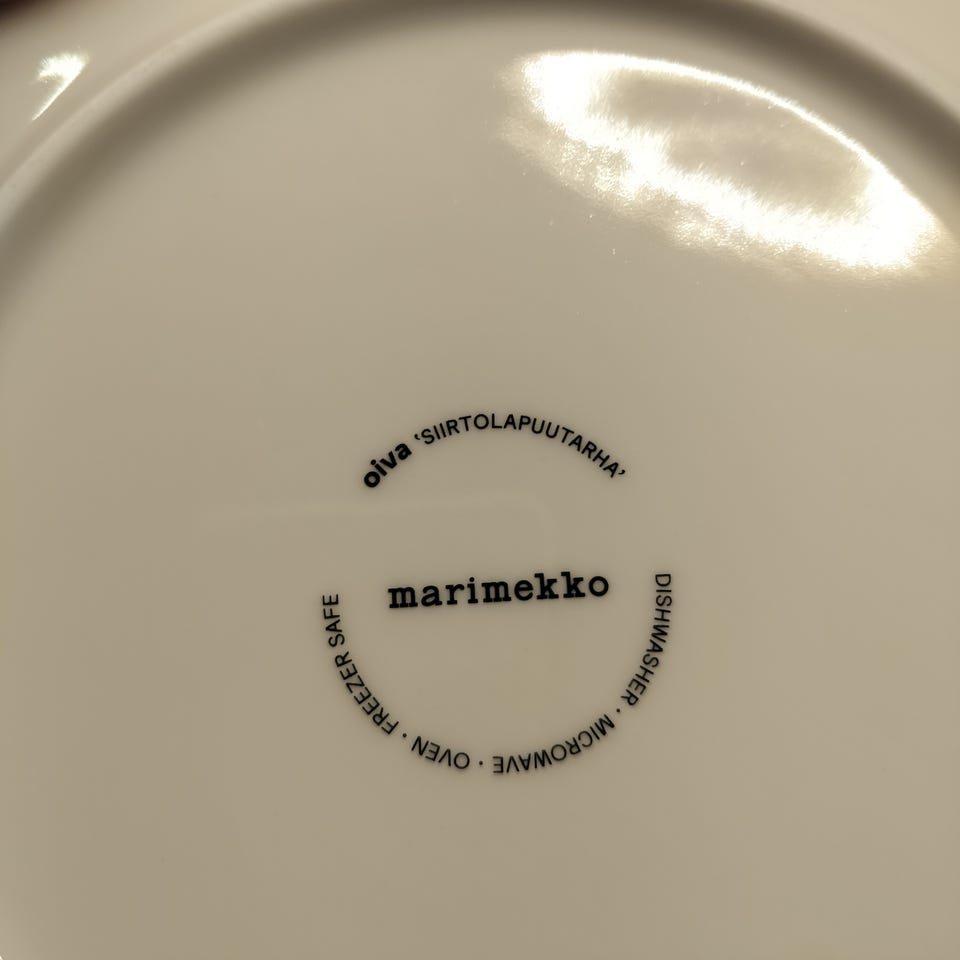 oiva ‘SIIRTOLAPUUTARHA’
marimekko
DISHWASHER · MICROWAVE · OVEN · FREEZER SAFE